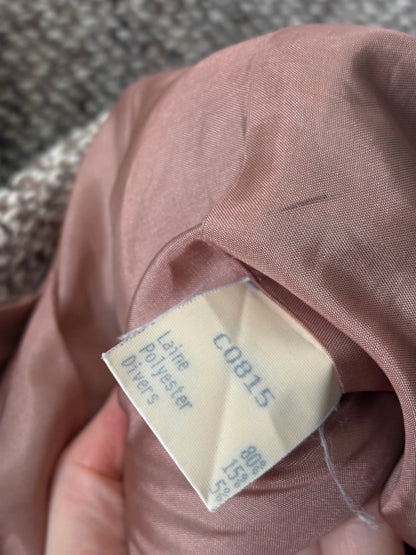 C0815
Laine 80%
Polyester 15%
Divers 5%